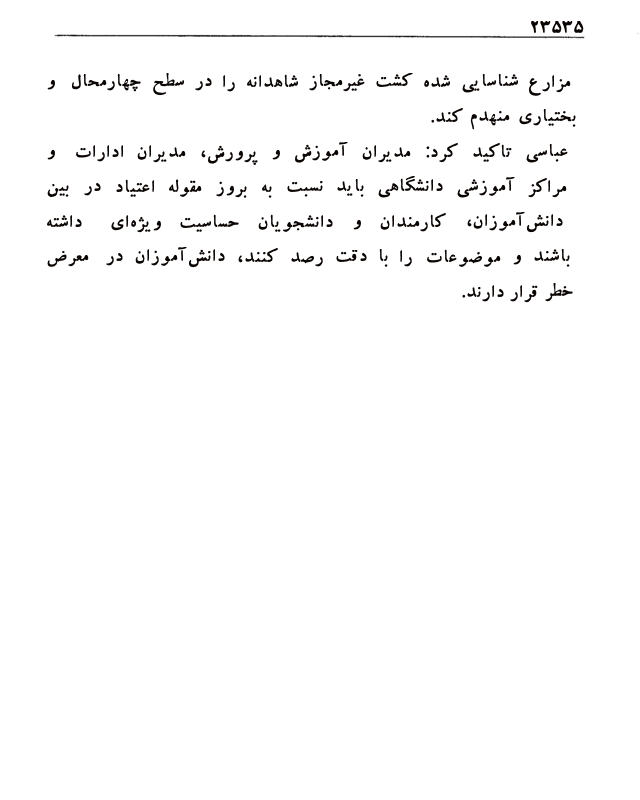 ۲۳۵۳۵
مزارع شناسایی شده کشت غیرمجاز شاهدانه را در سطح چهارمحال و
بختیاری منهدم کند.
عباسی تاکید کرد: مدیران آموزش و پرورش، مدیران ادارات و
مراکز آموزشی دانشگاهی باید نسبت به بروز مقوله اعتیاد در بین
دانش‌آموزان، کارمندان و دانشجویان حساسیت ویژه‌ای داشته
باشند و موضوعات را با دقت رصد کنند، دانش‌آموزان در معرض
خطر قرار دارند.